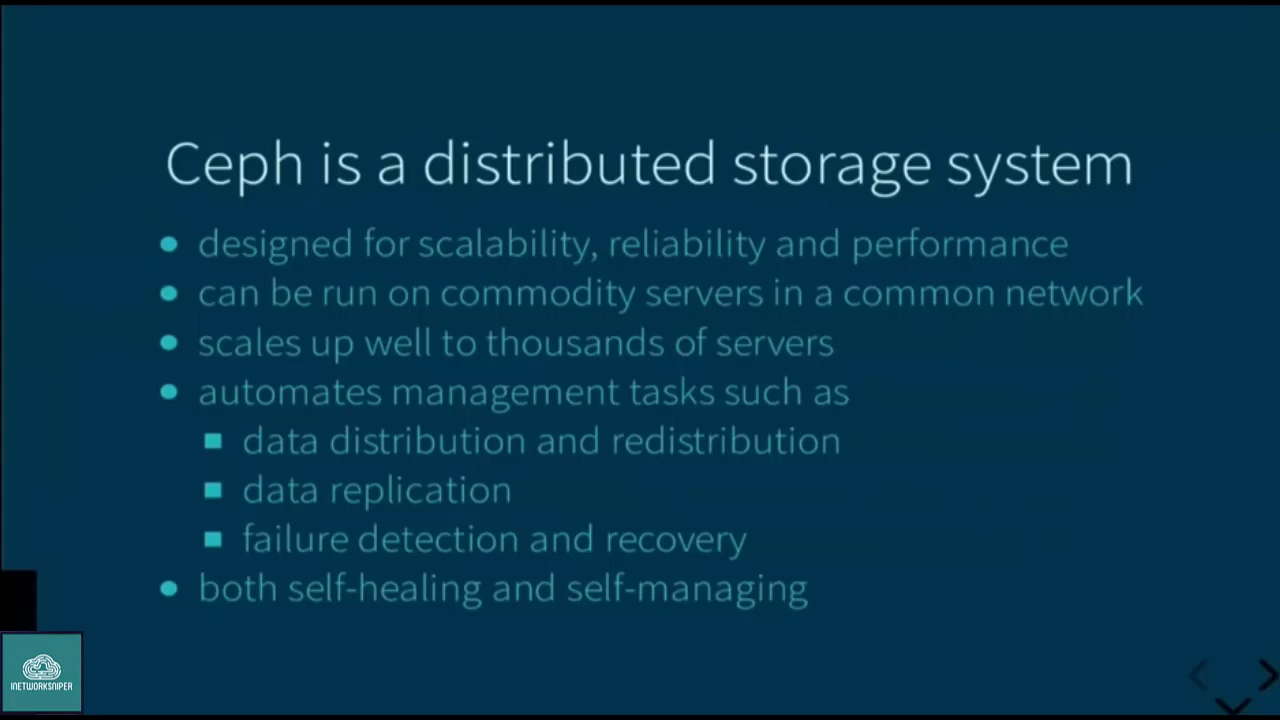 Ceph is a distributed storage system
designed for scalability, reliability and performance
can be run on commodity servers in a common network
scales up well to thousands of servers
automates management tasks such as
data distribution and redistribution
data replication
failure detection and recovery
both self-healing and self-managing
INETWORKSNIPER